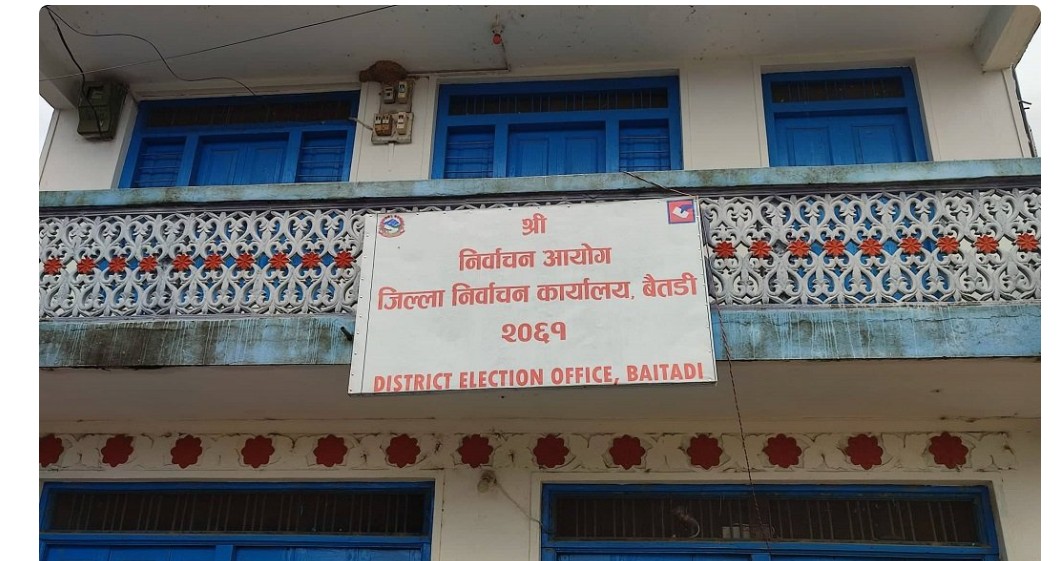 श्री
निर्वाचन आयोग
जिल्ला निर्वाचन कार्यालय, बैतडी
२०६१
DISTRICT ELECTION OFFICE, BAITADI